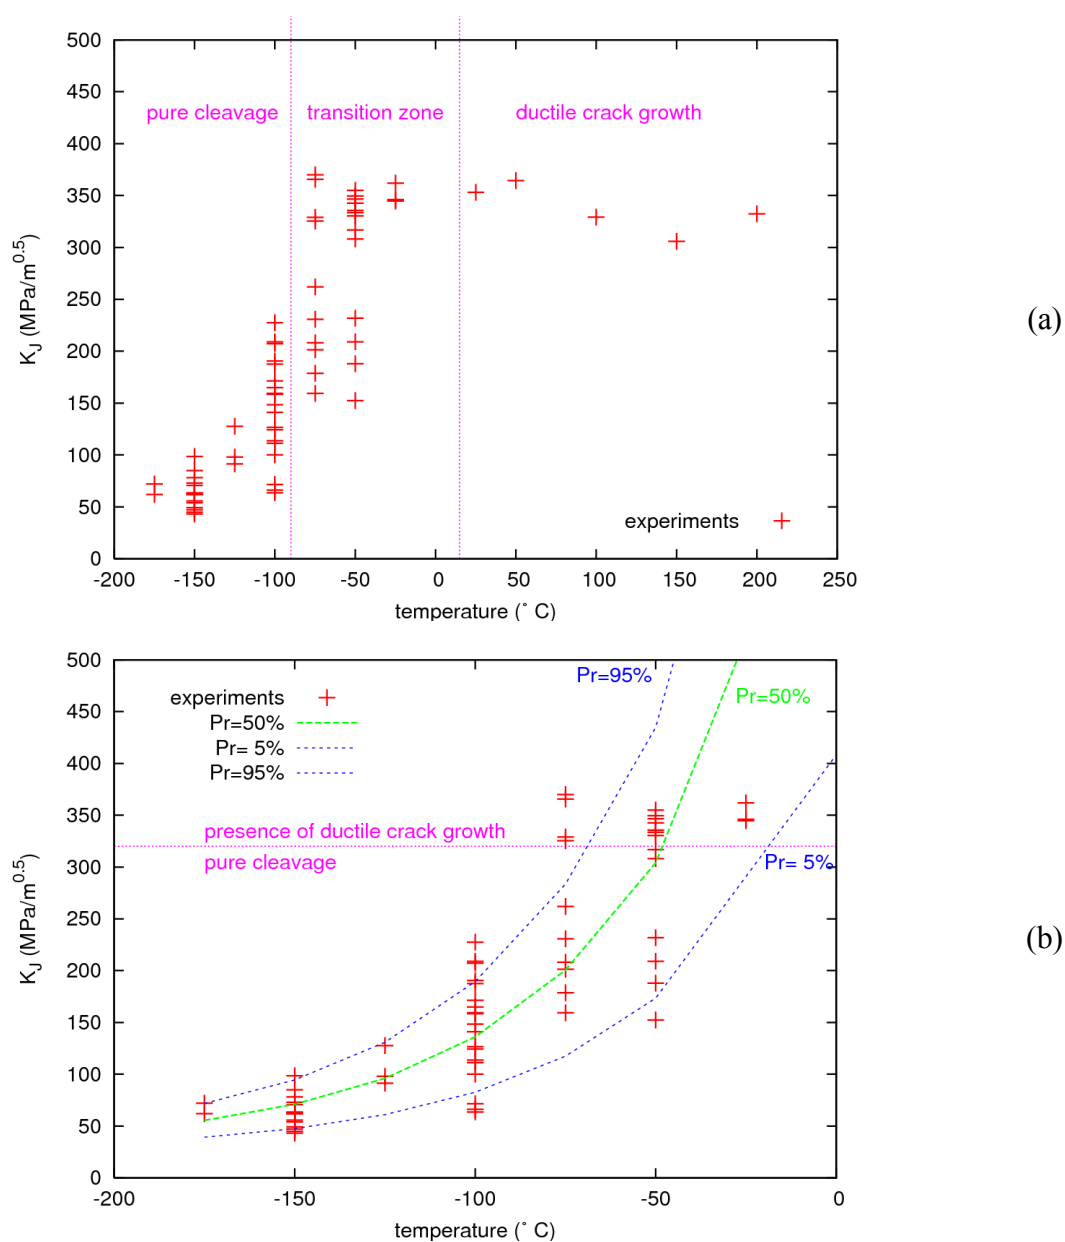 500
450
400
350
300
250
200
150
100
50
0
K_J (MPa/m^0.5)
pure cleavage
transition zone
ductile crack growth
experiments
-200
-150
-100
-50
0
50
100
150
200
250
temperature (° C)
(a)
500
450
400
350
300
250
200
150
100
50
0
K_J (MPa/m^0.5)
Pr=95%
Pr=50%
experiments
Pr=50%
Pr= 5%
Pr=95%
presence of ductile crack growth
pure cleavage
Pr= 5%
-200
-150
-100
-50
0
temperature (° C)
(b)